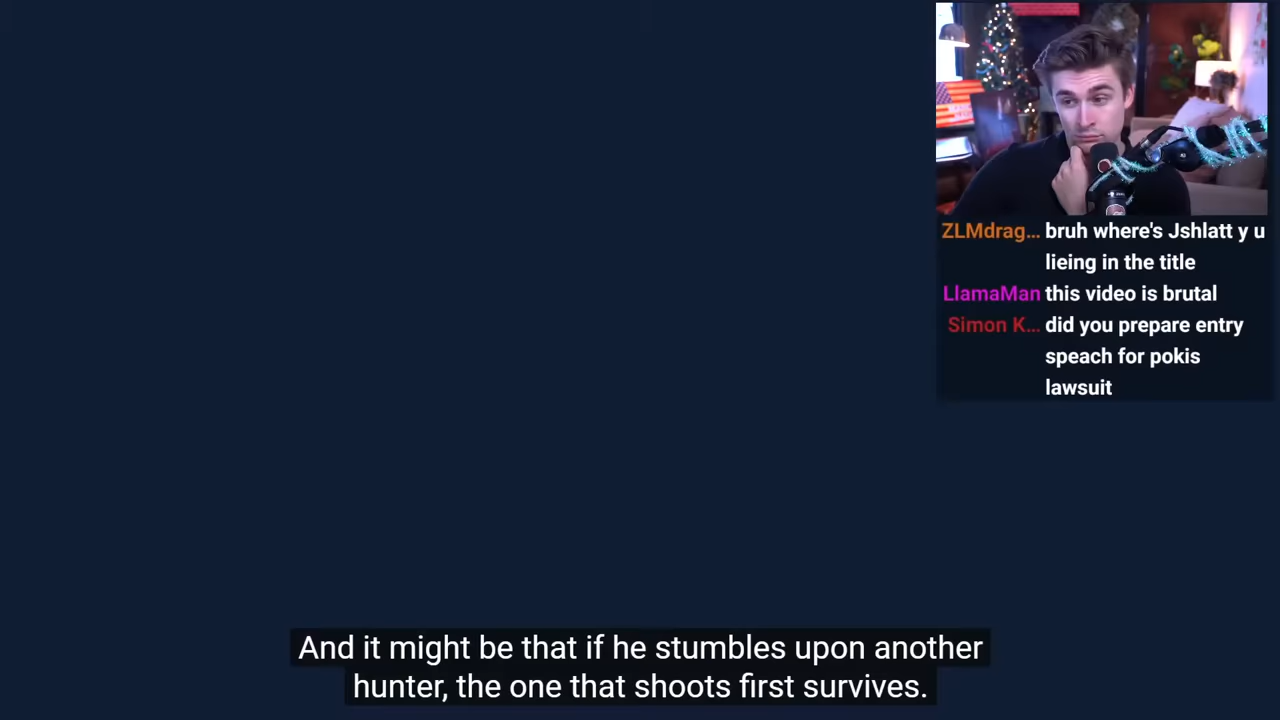 ZLMdrag... bruh where's Jshlatt y u
lieing in the title
LlamaMan this video is brutal
Simon K... did you prepare entry
speach for pokis
lawsuit
And it might be that if he stumbles upon another
hunter, the one that shoots first survives.